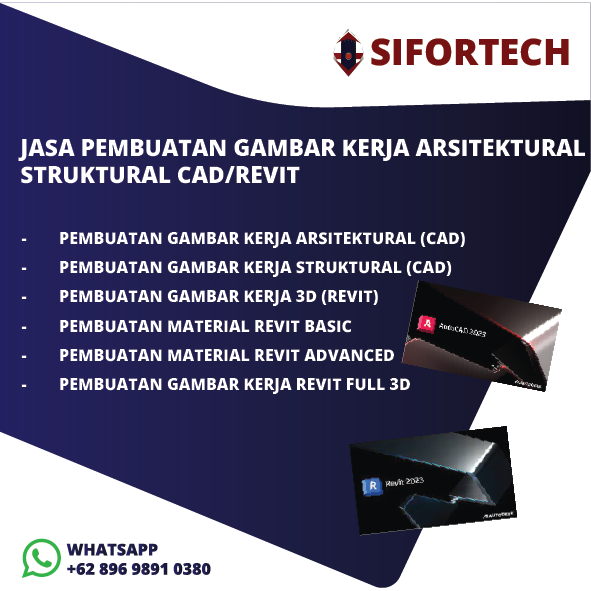 SIFORTECH
JASA PEMBUATAN GAMBAR KERJA ARSITEKTURAL
STRUKTURAL CAD/REVIT
- PEMBUATAN GAMBAR KERJA ARSITEKTURAL (CAD)
- PEMBUATAN GAMBAR KERJA STRUKTURAL (CAD)
- PEMBUATAN GAMBAR KERJA 3D (REVIT)
- PEMBUATAN MATERIAL REVIT BASIC
- PEMBUATAN MATERIAL REVIT ADVANCED
- PEMBUATAN GAMBAR KERJA REVIT FULL 3D
A AutoCAD 2023
AUTODESK
R Revit 2023
AUTODESK
WHATSAPP
+62 896 9891 0380